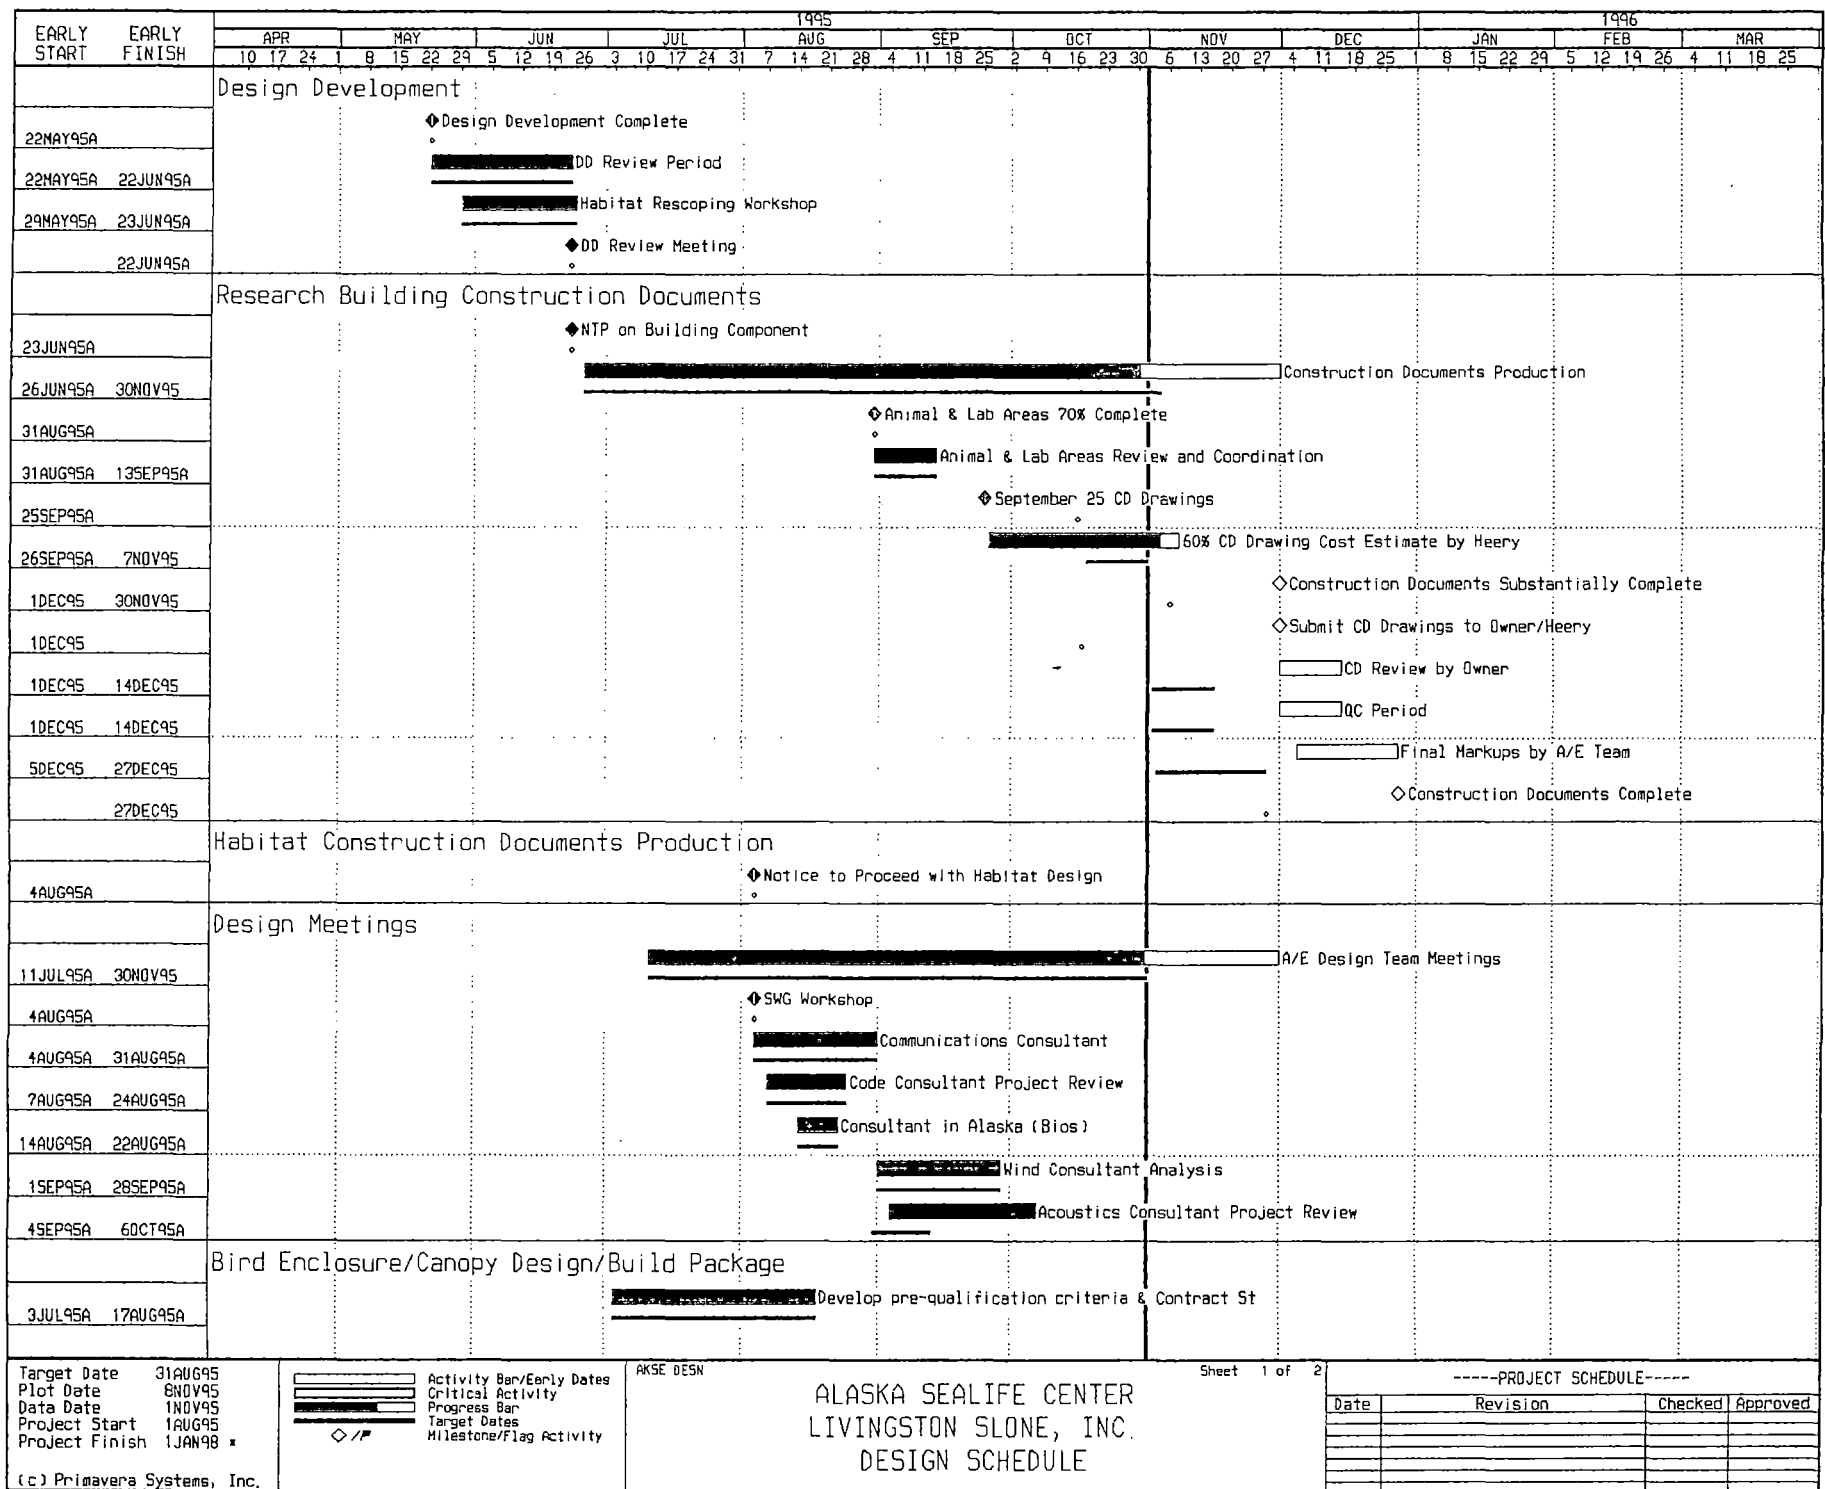 1995 1996
EARLY EARLY
START FINISH
APR MAY JUN JUL AUG SEP OCT NOV DEC JAN FEB MAR
10 17 24 1 8 15 22 29 5 12 19 26 3 10 17 24 31 7 14 21 28 4 11 18 25 2 9 16 23 30 6 13 20 27 4 11 18 25 1 8 15 22 29 5 12 19 26 4 11 18 25
Design Development
Design Development Complete
22MAY95A
DD Review Period
22MAY95A 22JUN95A
Habitat Rescoping Workshop
29MAY95A 23JUN95A
DD Review Meeting
22JUN95A
Research Building Construction Documents
NTP on Building Component
23JUN95A
Construction Documents Production
26JUN95A 30NOV95
Animal & Lab Areas 70% Complete
31AUG95A
Animal & Lab Areas Review and Coordination
31AUG95A 13SEP95A
September 25 CD Drawings
25SEP95A
60% CD Drawing Cost Estimate by Heery
26SEP95A 7NOV95
Construction Documents Substantially Complete
1DEC95 30NOV95
Submit CD Drawings to Owner/Heery
1DEC95
CD Review by Owner
1DEC95 14DEC95
QC Period
1DEC95 14DEC95
Final Markups by A/E Team
5DEC95 27DEC95
Construction Documents Complete
27DEC95
Habitat Construction Documents Production
Notice to Proceed with Habitat Design
4AUG95A
Design Meetings
A/E Design Team Meetings
11JUL95A 30NOV95
SWG Workshop
4AUG95A
Communications Consultant
4AUG95A 31AUG95A
Code Consultant Project Review
7AUG95A 24AUG95A
Consultant in Alaska (Bios)
14AUG95A 22AUG95A
Wind Consultant Analysis
1SEP95A 28SEP95A
Acoustics Consultant Project Review
4SEP95A 6OCT95A
Bird Enclosure/Canopy Design/Build Package
Develop pre-qualification criteria & Contract St
3JUL95A 17AUG95A
Target Date 31AUG95
Plot Date 8NOV95
Data Date 1NOV95
Project Start 1AUG95
Project Finish 1JAN98 *
(c) Primavera Systems, Inc.
Activity Bar/Early Dates
Critical Activity
Progress Bar
Target Dates
Milestone/Flag Activity
AKSE DESN
Sheet 1 of 2
ALASKA SEALIFE CENTER
LIVINGSTON SLONE, INC.
DESIGN SCHEDULE
-----PROJECT SCHEDULE-----
Date Revision Checked Approved